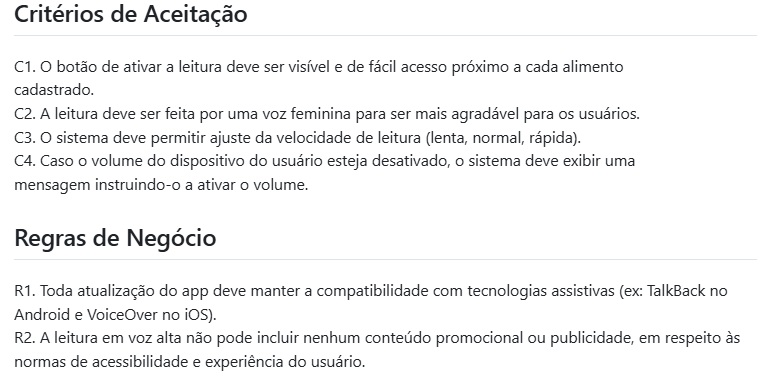 Critérios de Aceitação
C1. O botão de ativar a leitura deve ser visível e de fácil acesso próximo a cada alimento
cadastrado.
C2. A leitura deve ser feita por uma voz feminina para ser mais agradável para os usuários.
C3. O sistema deve permitir ajuste da velocidade de leitura (lenta, normal, rápida).
C4. Caso o volume do dispositivo do usuário esteja desativado, o sistema deve exibir uma
mensagem instruindo-o a ativar o volume.
Regras de Negócio
R1. Toda atualização do app deve manter a compatibilidade com tecnologias assistivas (ex: TalkBack no
Android e VoiceOver no iOS).
R2. A leitura em voz alta não pode incluir nenhum conteúdo promocional ou publicidade, em respeito às
normas de acessibilidade e experiência do usuário.